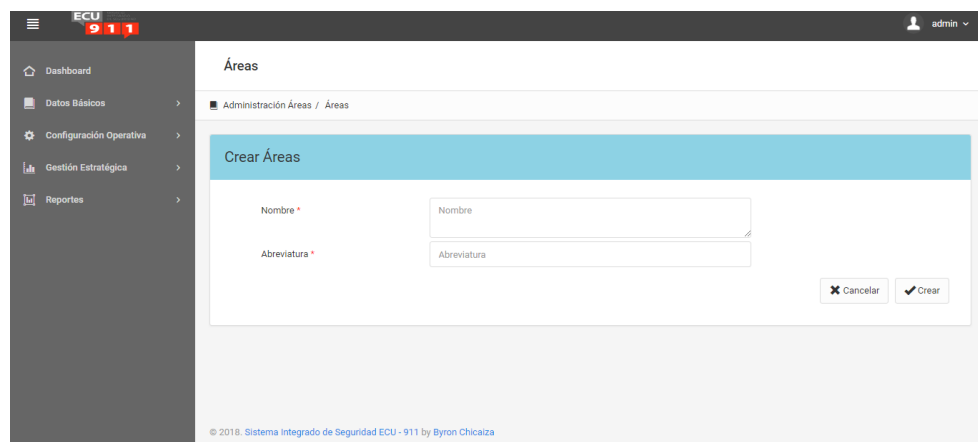 ECU
911
admin
Dashboard
Datos Básicos
Configuración Operativa
Gestión Estratégica
Reportes
Áreas
Administración Áreas / Áreas
Crear Áreas
Nombre *
Nombre
Abreviatura *
Abreviatura
Cancelar
Crear
© 2018. Sistema Integrado de Seguridad ECU - 911 by Byron Chicaiza